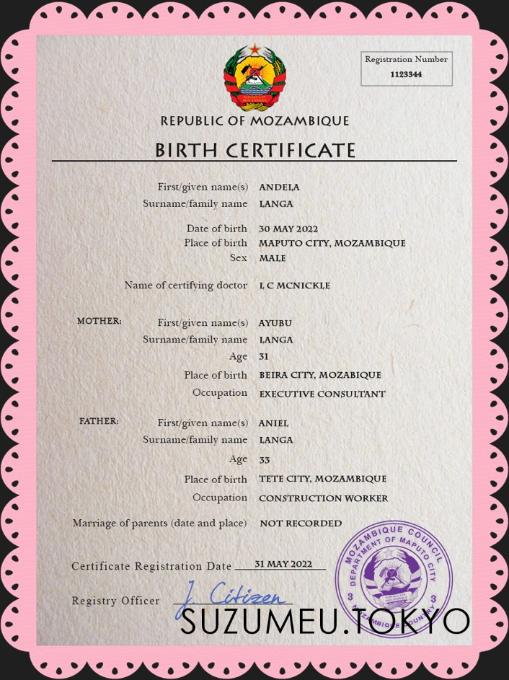 Registration Number
1123344
REPUBLIC OF MOZAMBIQUE
BIRTH CERTIFICATE
First/given name(s) ANDELA
Surname/family name LANGA
Date of birth 30 MAY 2022
Place of birth MAPUTO CITY, MOZAMBIQUE
Sex MALE
Name of certifying doctor L C MCNICKLE
MOTHER: First/given name(s) AYUBU
Surname/family name LANGA
Age 31
Place of birth BEIRA CITY, MOZABIQUE
Occupation EXECUTIVE CONSULTANT
FATHER: First/given name(s) ANIEL
Surname/family name LANGA
Age 33
Place of birth TETE CITY, MOZAMBIQUE
Occupation CONSTRUCTION WORKER
Marriage of parents (date and place) NOT RECORDED
MOZAMBIQUE COUNCIL
DEPARTMENT OF MAPUTO CITY
3 3
Certificate Registration Date 31 MAY 2022
Registry Officer J. Citizen
SUZUMEU.TOKYO